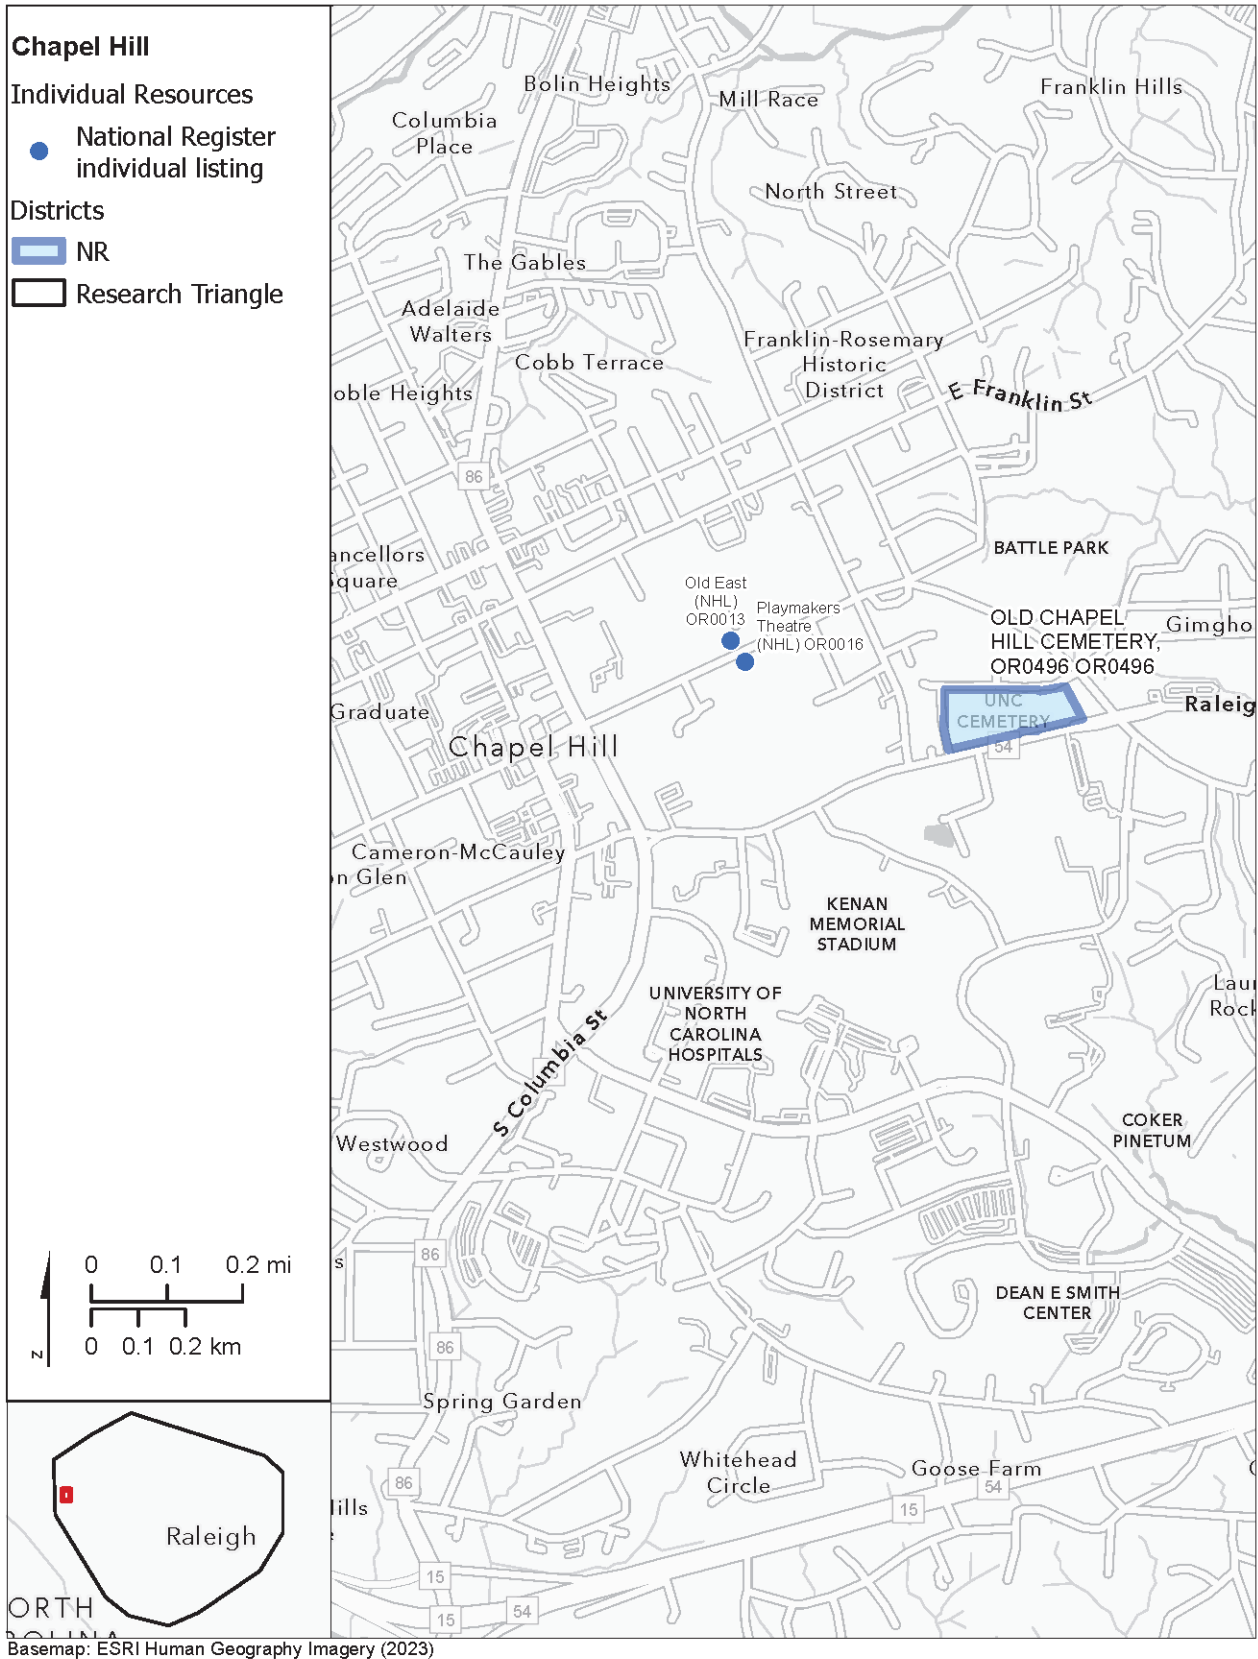 Chapel Hill
Individual Resources
National Register
individual listing
Districts
NR
Research Triangle
0 0.1 0.2 mi
0 0.1 0.2 km
N
Raleigh
ORTH
Bolin Heights
Mill Race
Franklin Hills
Columbia
Place
North Street
The Gables
Adelaide
Walters
Franklin-Rosemary
Historic
District
Cobb Terrace
oble Heights
E Franklin St
86
ancellors
quare
BATTLE PARK
Old East
(NHL)
OR0013
Playmakers
Theatre
(NHL) OR0016
OLD CHAPEL
HILL CEMETERY,
OR0496 OR0496
Gimgho
UNC
CEMETERY
54
Raleig
Graduate
Chapel Hill
Cameron-McCauley
n Glen
KENAN
MEMORIAL
STADIUM
UNIVERSITY OF
NORTH
CAROLINA
HOSPITALS
Lau
Rock
S Columbia St
COKER
PINETUM
Westwood
86
s
DEAN E SMITH
CENTER
86
Spring Garden
Whitehead
Circle
Goose Farm
54
86
15
ills
15
15
54
Basemap: ESRI Human Geography Imagery (2023)